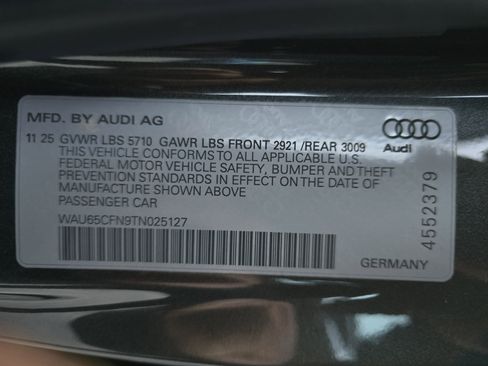 MFD. BY AUDI AG
11 25 GVWR LBS 5710 GAWR LBS FRONT 2921 /REAR 3009
THIS VEHICLE CONFORMS TO ALL APPLICABLE U.S.
FEDERAL MOTOR VEHICLE SAFETY, BUMPER AND THEFT
PREVENTION STANDARDS IN EFFECT ON THE DATE OF
MANUFACTURE SHOWN ABOVE
PASSENGER CAR
WAU65CFN9TN025127
Audi
4552379
GERMANY